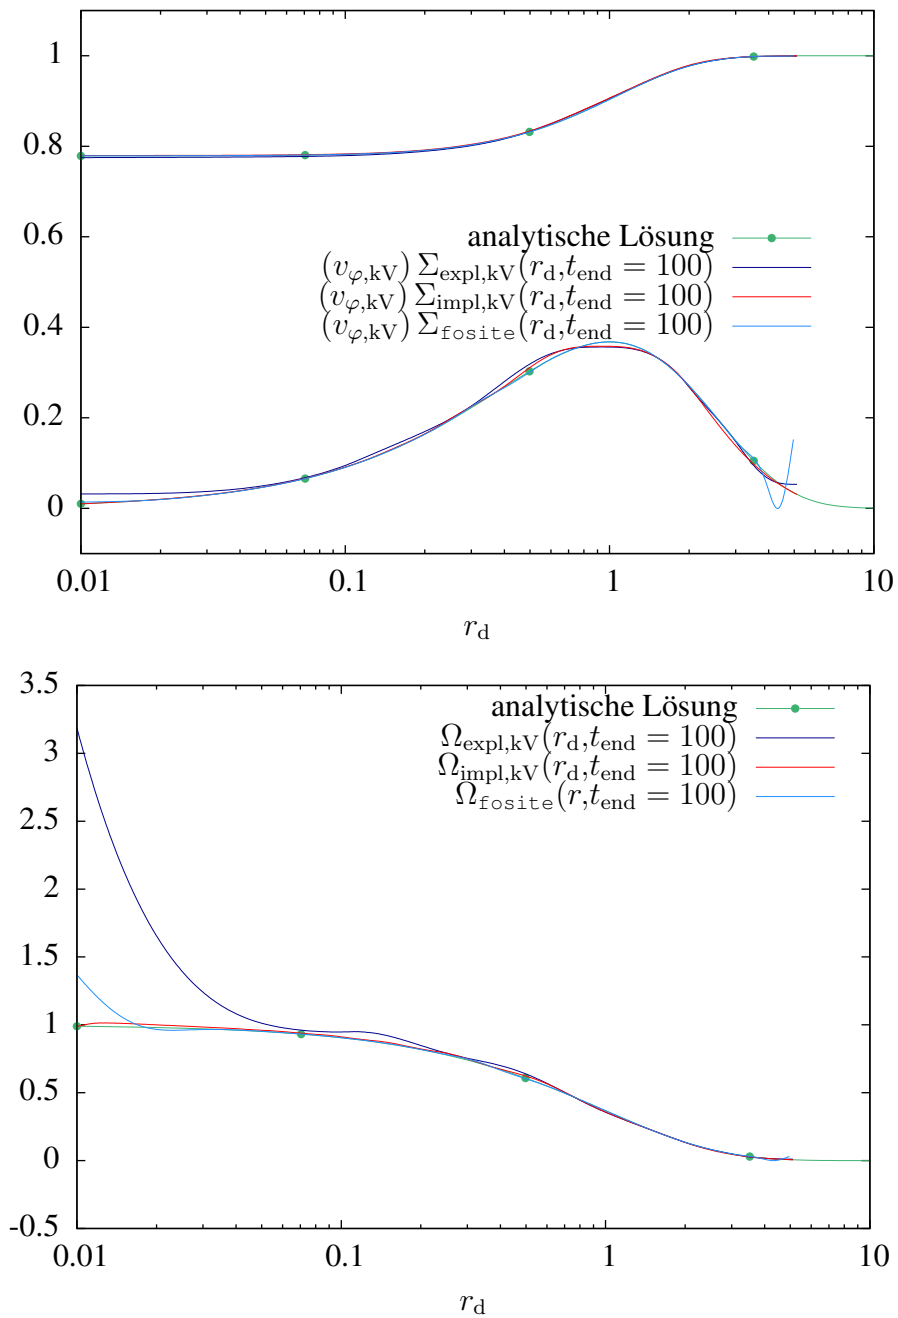 1
0.8
0.6
0.4
0.2
0
analytische Lösung
(v_φ,kV) Σ_expl,kV(r_d,t_end = 100)
(v_φ,kV) Σ_impl,kV(r_d,t_end = 100)
(v_φ,kV) Σ_fosite(r_d,t_end = 100)
0.01 0.1 1 10
r_d
3.5
3
2.5
2
1.5
1
0.5
0
-0.5
analytische Lösung
Ω_expl,kV(r_d,t_end = 100)
Ω_impl,kV(r_d,t_end = 100)
Ω_fosite(r,t_end = 100)
0.01 0.1 1 10
r_d